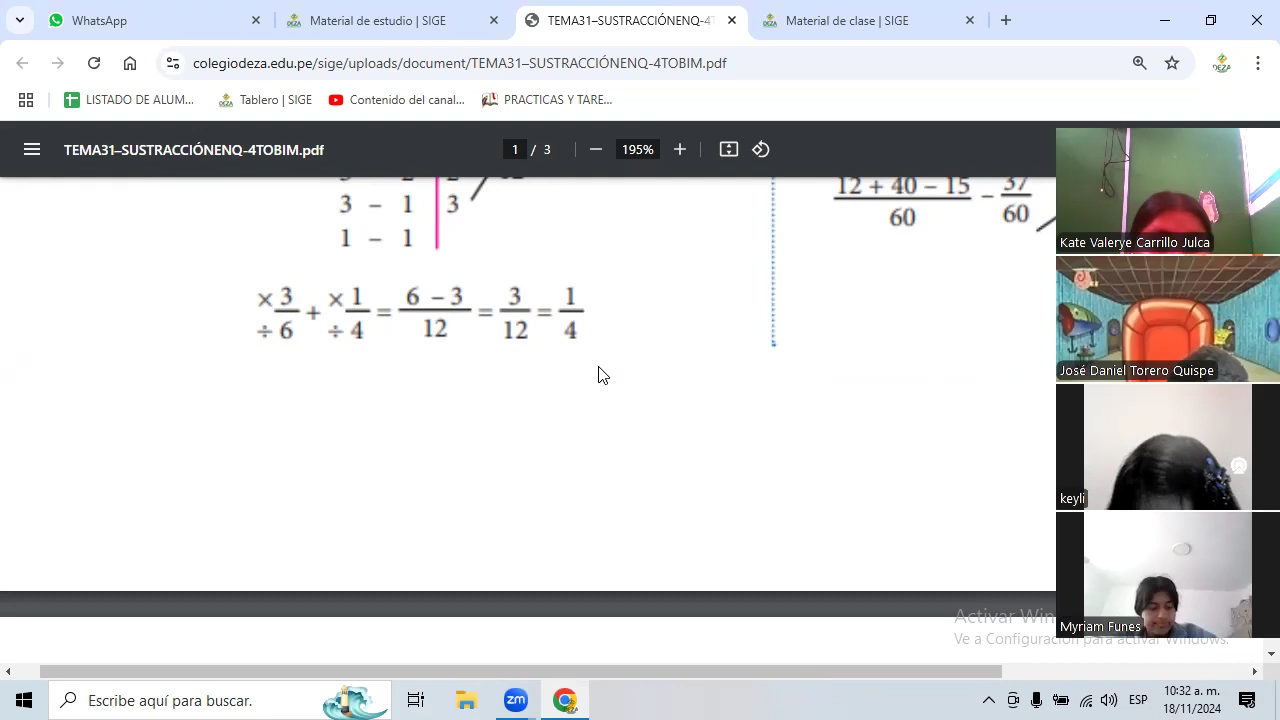 WhatsApp
Material de estudio | SIGE
TEMA31–SUSTRACCIÓNENQ-4T
Material de clase | SIGE
colegiodeza.edu.pe/sige/uploads/document/TEMA31–SUSTRACCIÓNENQ-4TOBIM.pdf
LISTADO DE ALUM...
Tablero | SIGE
Contenido del canal...
PRACTICAS Y TARE...
TEMA31–SUSTRACCIÓNENQ-4TOBIM.pdf
1 / 3
195%
3 – 1 | 3
1 – 1
× 3/÷ 6 + × 1/÷ 4 = 6 – 3/12 = 3/12 = 1/4
12 + 40 – 15/60 – 37/60
Kate Valerye Carrillo Julca
José Daniel Torero Quispe
keyli
Myriam Funes
Activar Win
Ve a Configuración para activar Windows.
Escribe aquí para buscar.
zm
ESP
10:32 a. m.
18/11/2024